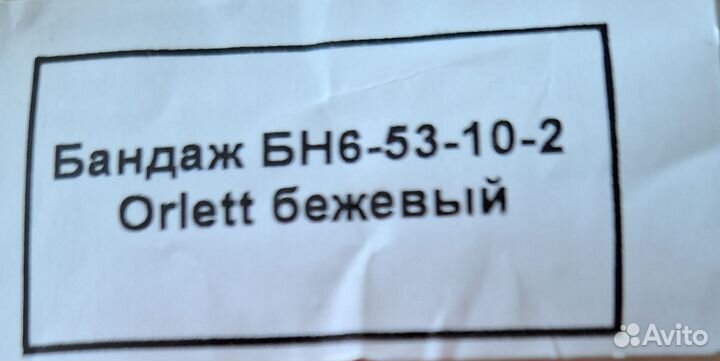 Бандаж БН6-53-10-2
Orlett бежевый
Avito